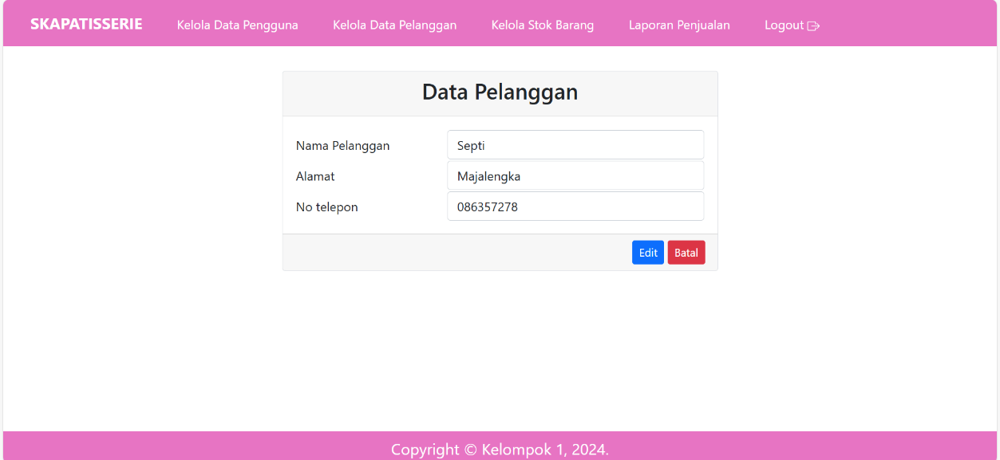 SKAPATISSERIE Kelola Data Pengguna Kelola Data Pelanggan Kelola Stok Barang Laporan Penjualan Logout
Data Pelanggan
Nama Pelanggan Septi
Alamat Majalengka
No telepon 086357278
Edit Batal
Copyright © Kelompok 1, 2024.